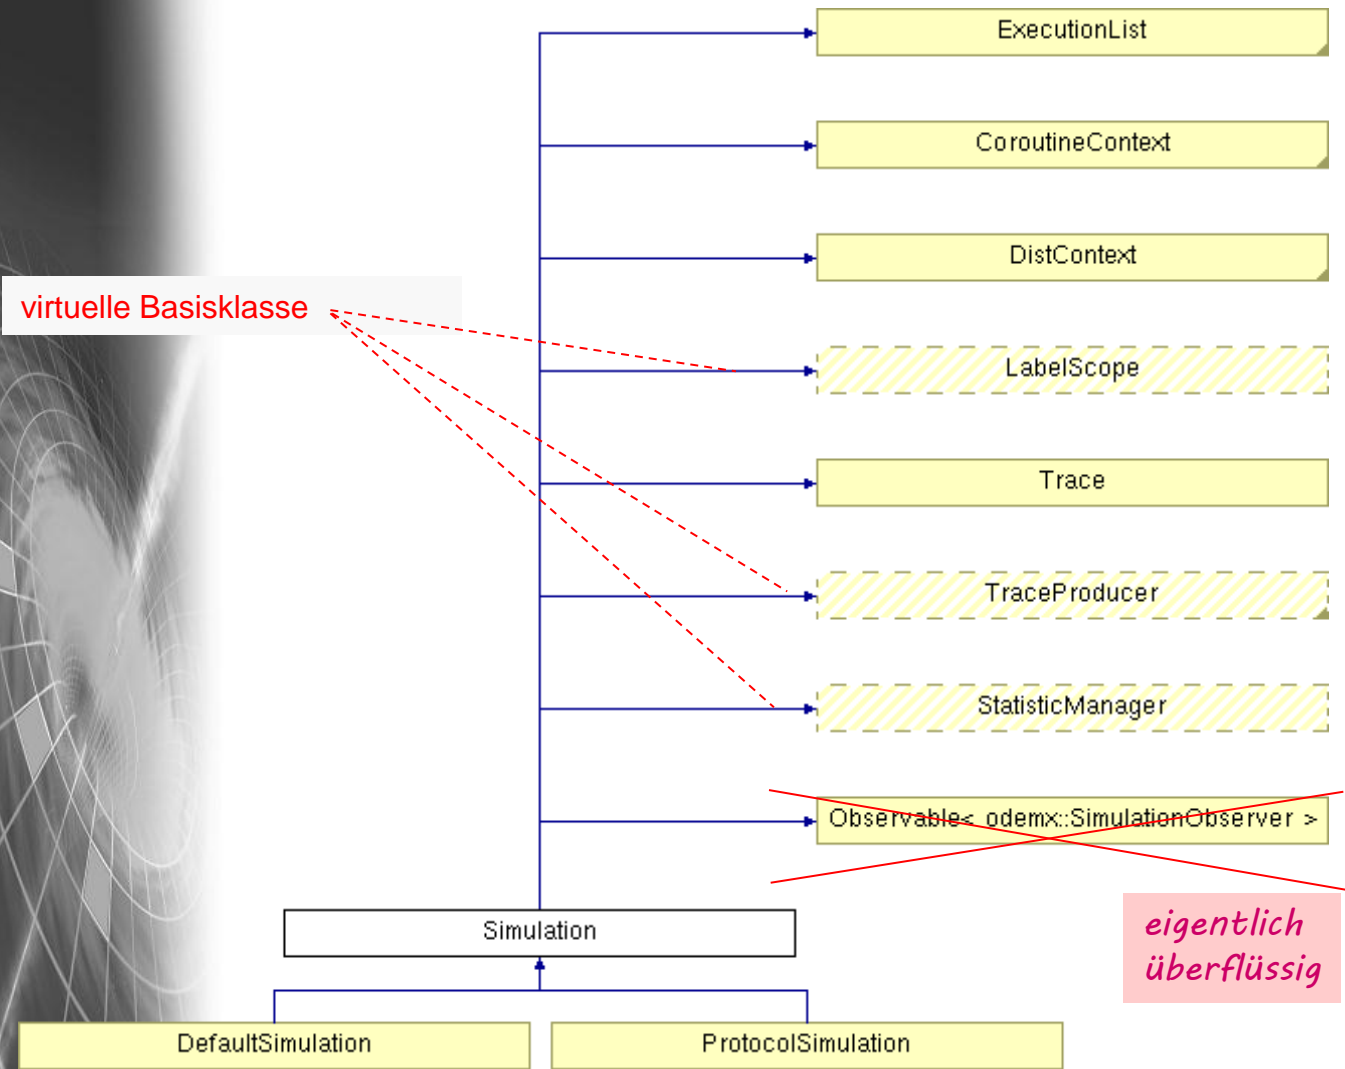 ExecutionList
CoroutineContext
DistContext
virtuelle Basisklasse
LabelScope
Trace
TraceProducer
StatisticManager
Observable< odemx::SimulationObserver >
eigentlich
überflüssig
Simulation
DefaultSimulation
ProtocolSimulation